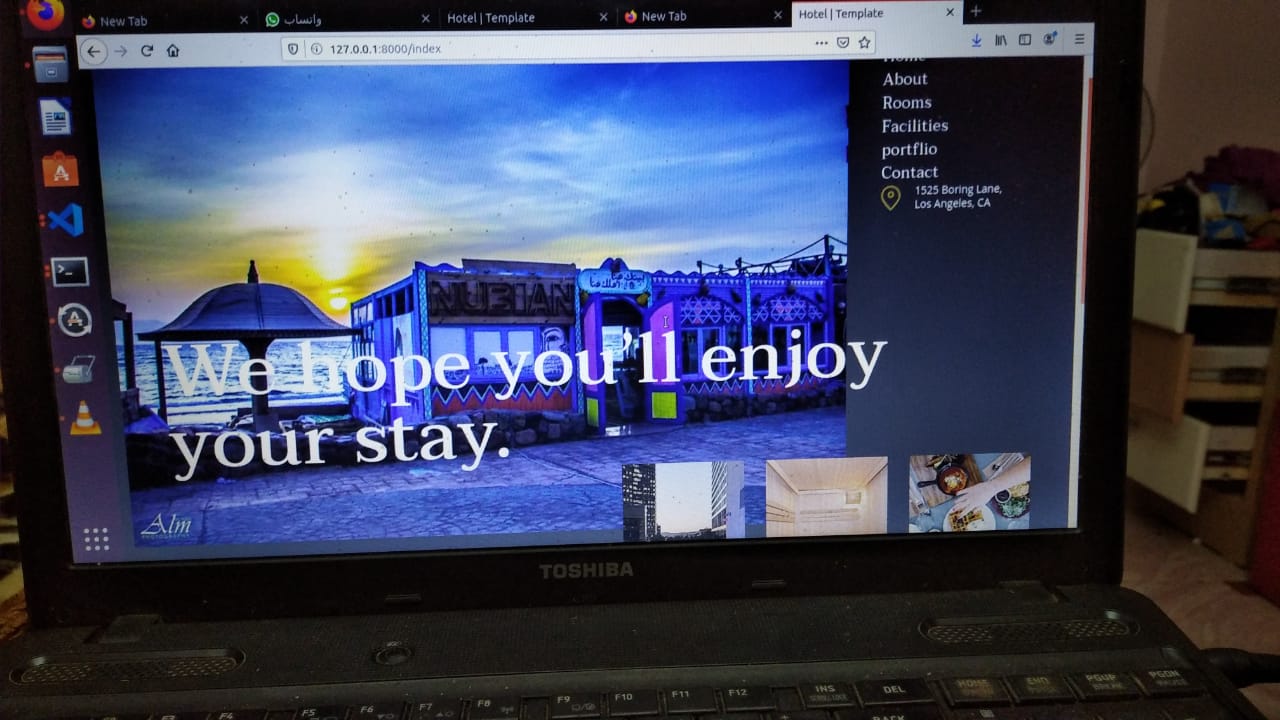 New Tab
واتساب
Hotel | Template
New Tab
Hotel | Template
127.0.0.1:8000/index
Home
About
Rooms
Facilities
portflio
Contact
1525 Boring Lane,
Los Angeles, CA
NUBIAN
We hope you'll enjoy
your stay.
Alm
TOSHIBA
F4
F5
F6
F7
F8
F9
F10
F11
F12
INS
SCROLL LOCK
DEL
HOME
END
PGUP
PGDN
BACK